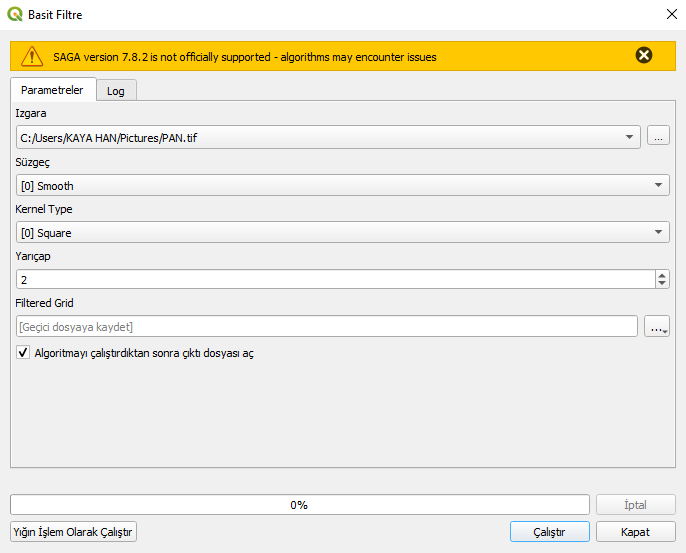 Basit Filtre
SAGA version 7.8.2 is not officially supported - algorithms may encounter issues
Parametreler
Log
Izgara
C:/Users/KAYA HAN/Pictures/PAN.tif
...
Süzgeç
[0] Smooth
Kernel Type
[0] Square
Yarıçap
2
Filtered Grid
[Geçici dosyaya kaydet]
...
Algoritmayı çalıştırdıktan sonra çıktı dosyası aç
0%
İptal
Yığın İşlem Olarak Çalıştır
Çalıştır
Kapat